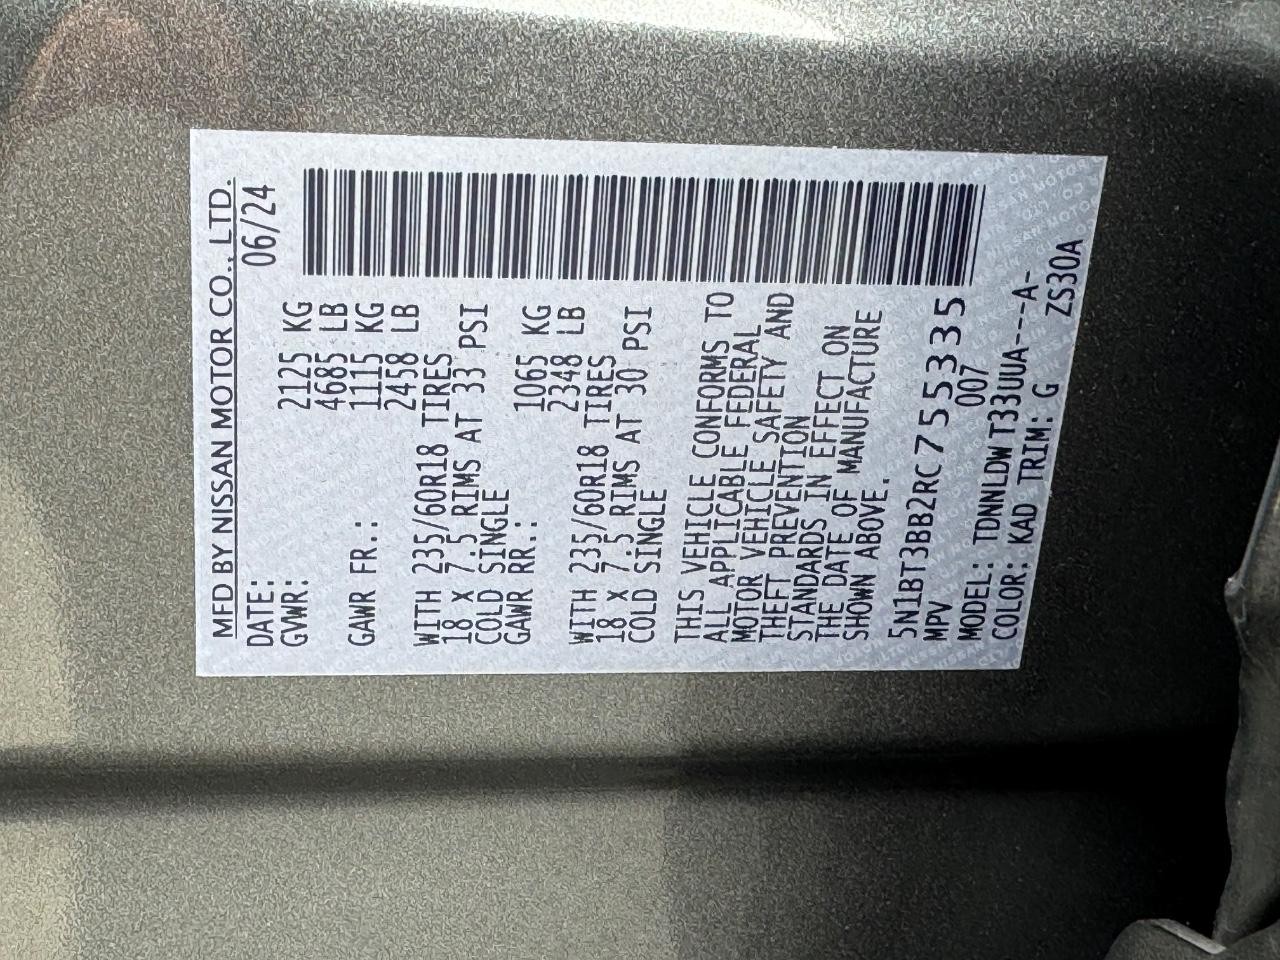 MFD BY NISSAN MOTOR CO., LTD.
DATE: 06/24
GVWR: 2125 KG
4685 LB
GAWR FR.: 1115 KG
2458 LB
WITH 235/60R18 TIRES
18 x 7.5 RIMS AT 33 PSI
COLD SINGLE
GAWR RR.: 1065 KG
2348 LB
WITH 235/60R18 TIRES
18 x 7.5 RIMS AT 30 PSI
COLD SINGLE
THIS VEHICLE CONFORMS TO
ALL APPLICABLE FEDERAL
MOTOR VEHICLE SAFETY AND
THEFT PREVENTION
STANDARDS IN EFFECT ON
THE DATE OF MANUFACTURE
SHOWN ABOVE.
5N1BT3BB2RC755335
MPV 007
MODEL: TDNNLDWT33UUA---A-
COLOR: KAD TRIM: G ZS30A